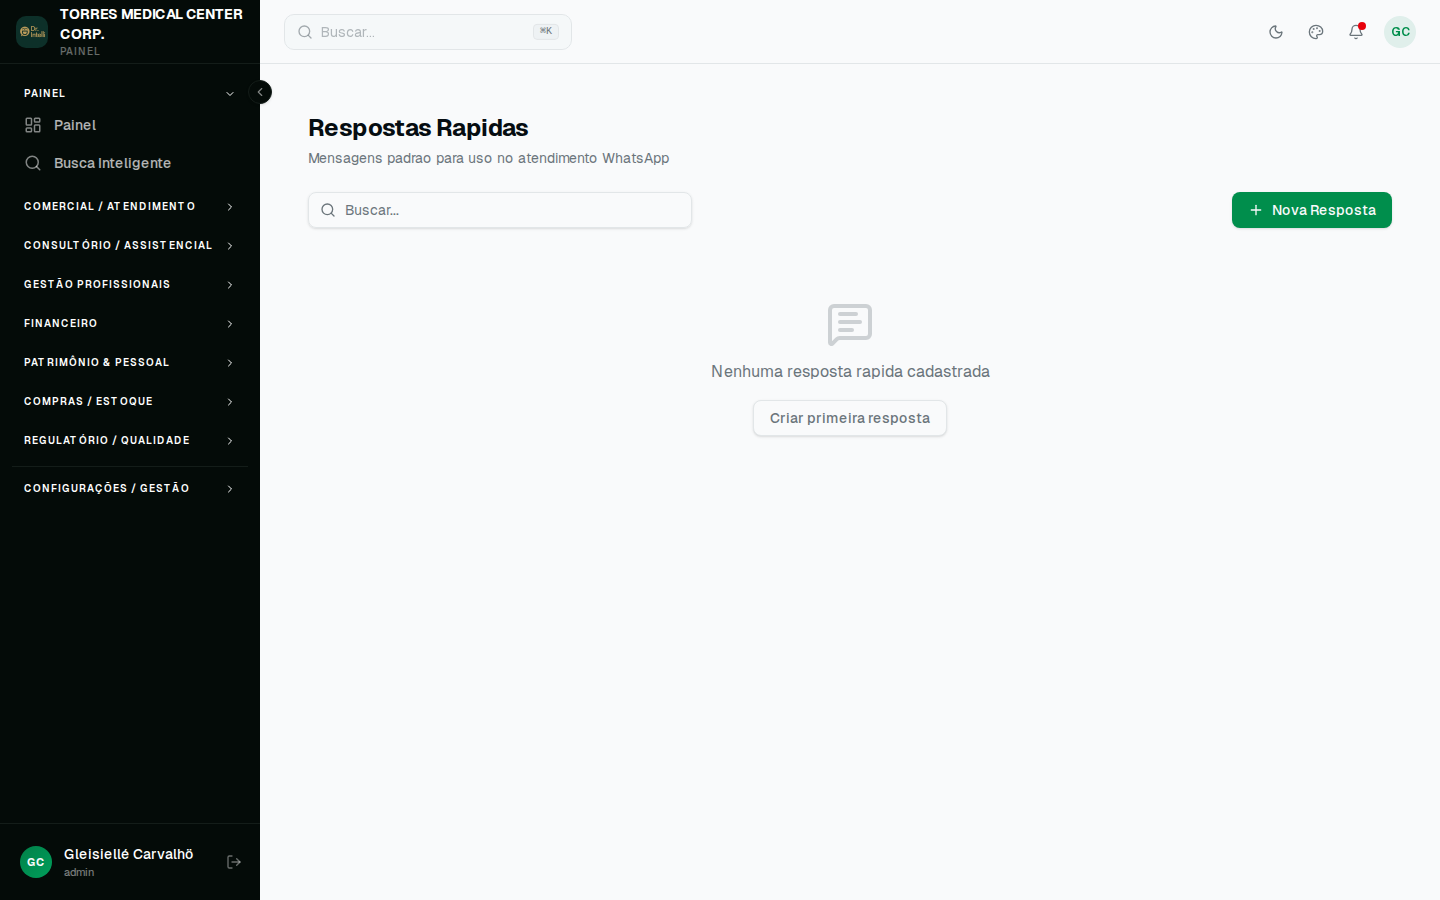 Dr.
Intelli
TORRES MEDICAL CENTER
CORP.
PAINEL
Buscar...
⌘K
GC
PAINEL
Painel
Busca Inteligente
COMERCIAL / ATENDIMENTO
CONSULTÓRIO / ASSISTENCIAL
GESTÃO PROFISSIONAIS
FINANCEIRO
PATRIMÔNIO & PESSOAL
COMPRAS / ESTOQUE
REGULATÓRIO / QUALIDADE
CONFIGURAÇÕES / GESTÃO
Respostas Rapidas
Mensagens padrao para uso no atendimento WhatsApp
Buscar...
Nova Resposta
Nenhuma resposta rapida cadastrada
Criar primeira resposta
GC
Gleisiellé Carvalhö
admin